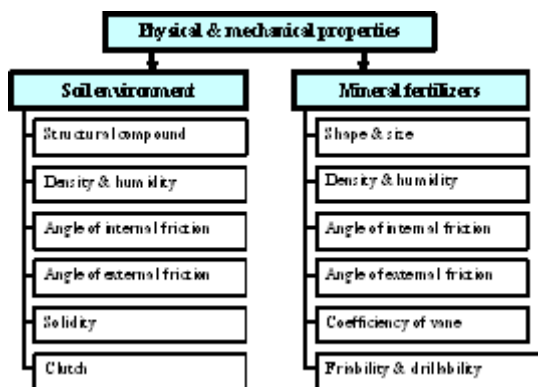 Physical & mechanical properties
Soil environment
Structural compound
Density & humidity
Angle of internal friction
Angle of external friction
Solidity
Clutch
Mineral fertilizers
Shape & size
Density & humidity
Angle of internal friction
Angle of external friction
Coefficiency of vone
Friability & drillability